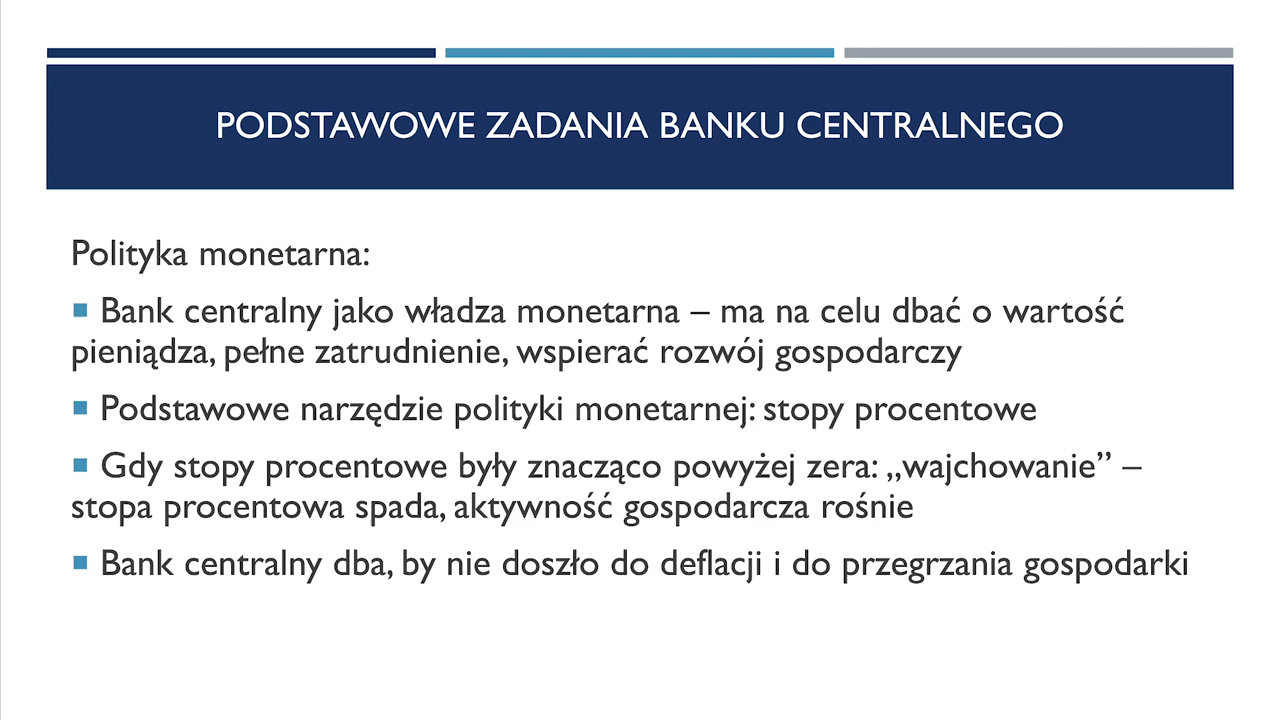 PODSTAWOWE ZADANIA BANKU CENTRALNEGO
Polityka monetarna:
▪ Bank centralny jako władza monetarna – ma na celu dbać o wartość
pieniądza, pełne zatrudnienie, wspierać rozwój gospodarczy
▪ Podstawowe narzędzie polityki monetarnej: stopy procentowe
▪ Gdy stopy procentowe były znacząco powyżej zera: „wajchowanie” –
stopa procentowa spada, aktywność gospodarcza rośnie
▪ Bank centralny dba, by nie doszło do deflacji i do przegrzania gospodarki